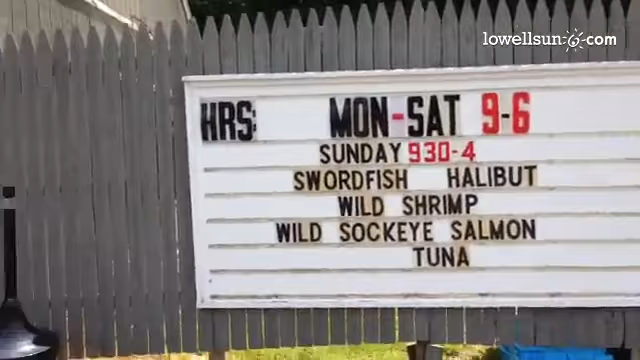 lowellsun.com
HRS: MON-SAT 9-6
SUNDAY 930-4
SWORDFISH HALIBUT
WILD SHRIMP
WILD SOCKEYE SALMON
TUNA